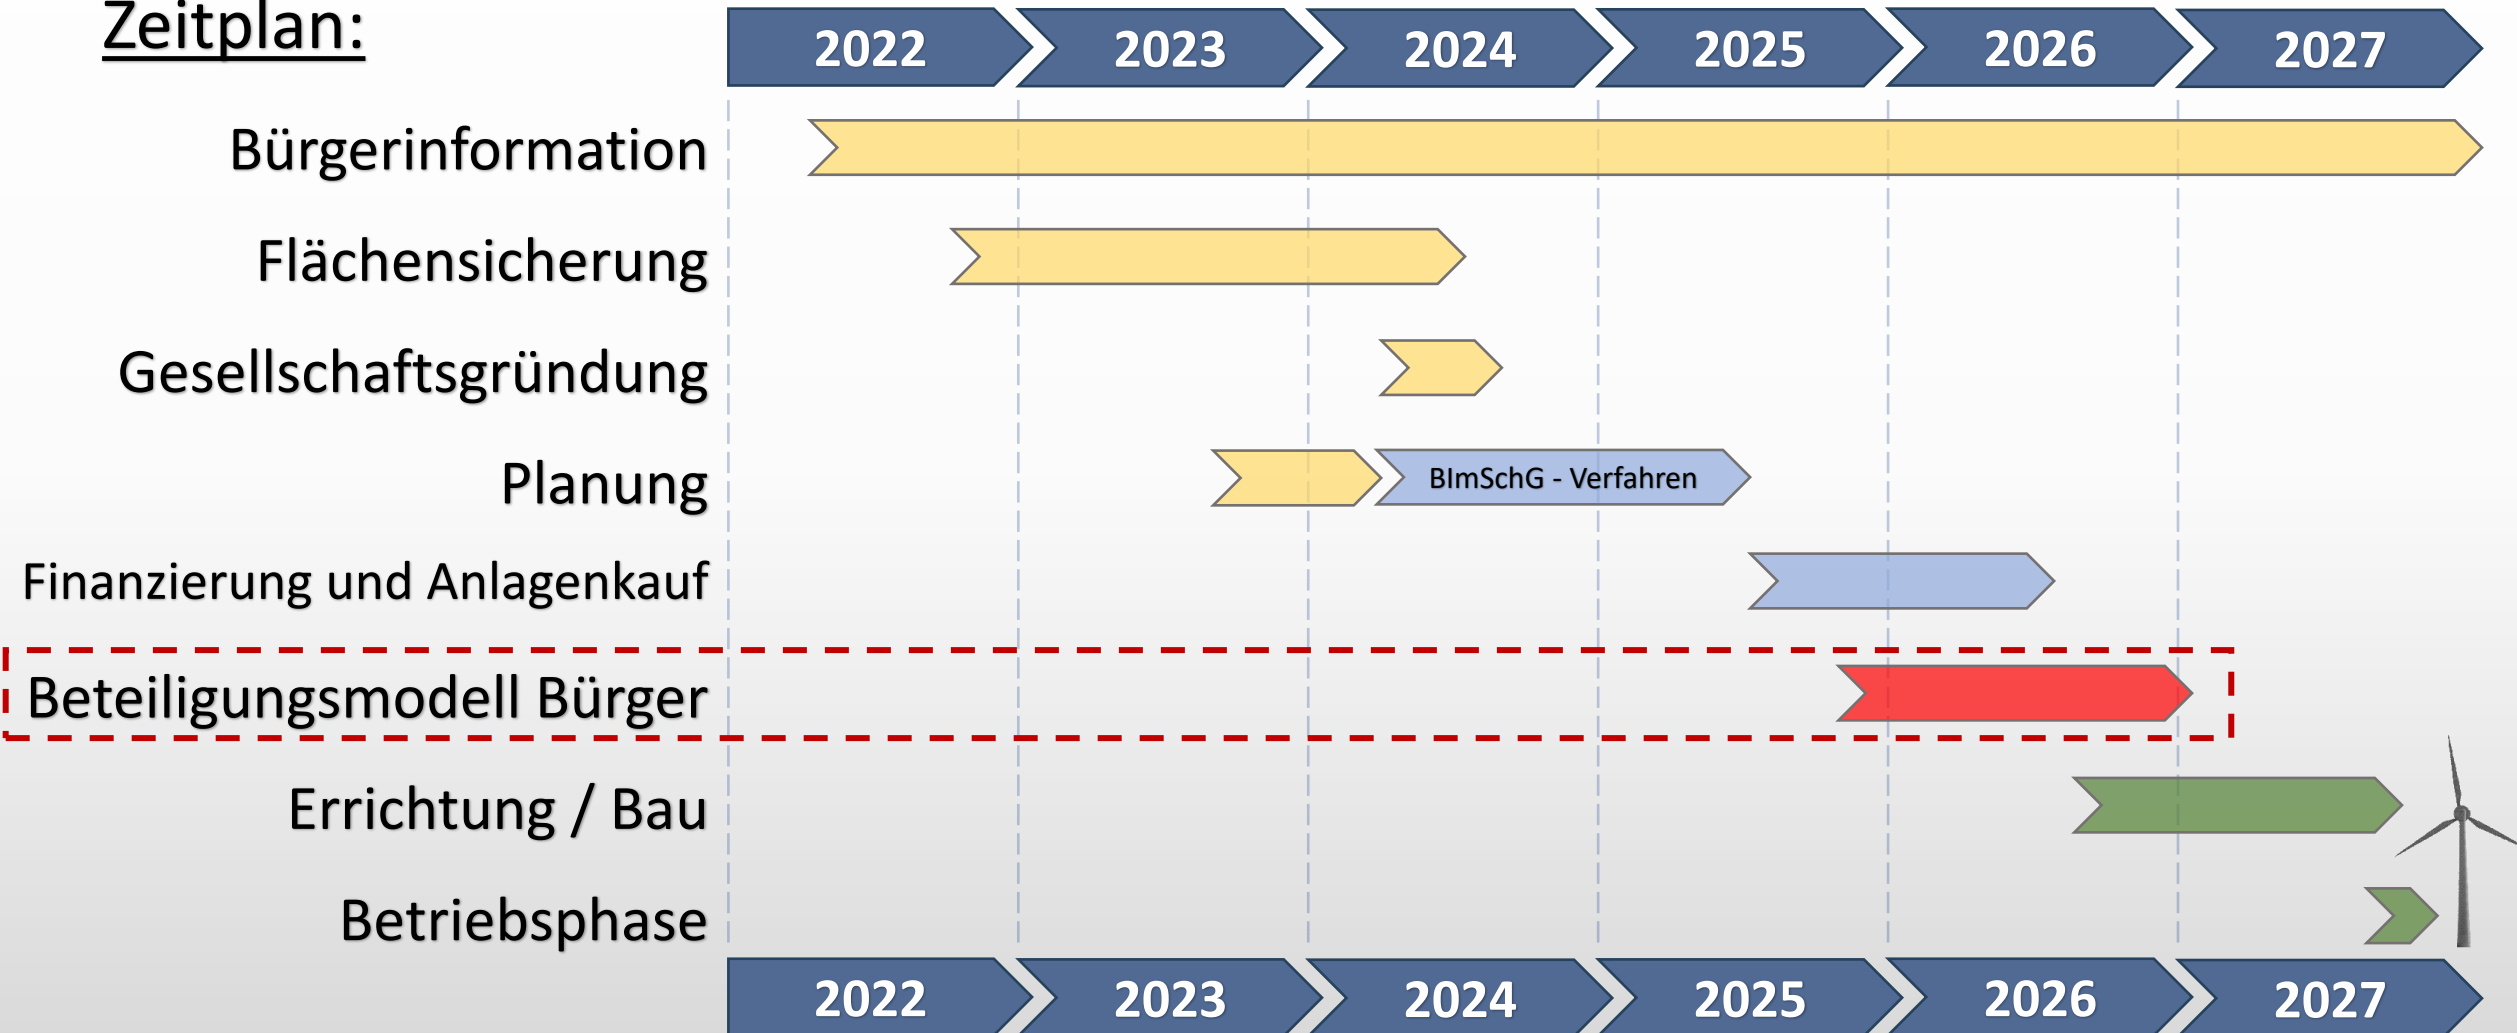 Zeitplan:
2022 2023 2024 2025 2026 2027
Bürgerinformation
Flächensicherung
Gesellschaftsgründung
Planung
BImSchG - Verfahren
Finanzierung und Anlagenkauf
Beteiligungsmodell Bürger
Errichtung / Bau
Betriebsphase
2022 2023 2024 2025 2026 2027